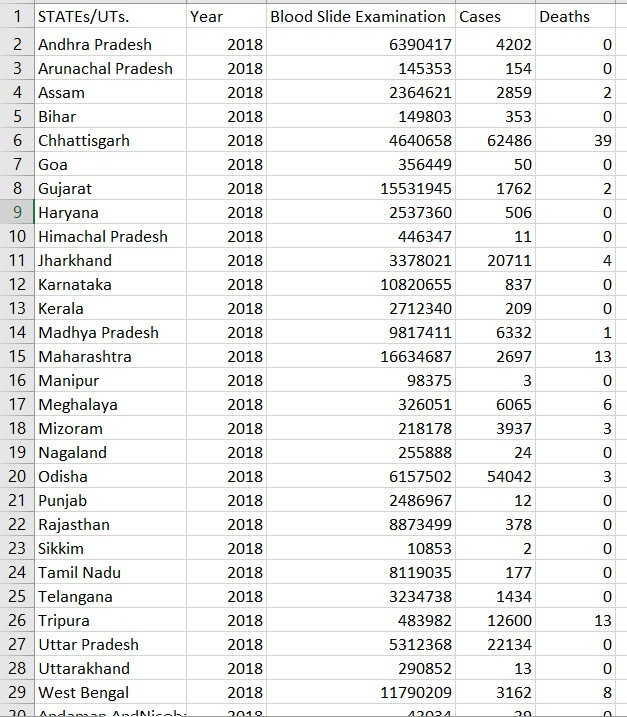 1 STATEs/UTs. Year Blood Slide Examination Cases Deaths
2 Andhra Pradesh 2018 6390417 4202 0
3 Arunachal Pradesh 2018 145353 154 0
4 Assam 2018 2364621 2859 2
5 Bihar 2018 149803 353 0
6 Chhattisgarh 2018 4640658 62486 39
7 Goa 2018 356449 50 0
8 Gujarat 2018 15531945 1762 2
9 Haryana 2018 2537360 506 0
10 Himachal Pradesh 2018 446347 11 0
11 Jharkhand 2018 3378021 20711 4
12 Karnataka 2018 10820655 837 0
13 Kerala 2018 2712340 209 0
14 Madhya Pradesh 2018 9817411 6332 1
15 Maharashtra 2018 16634687 2697 13
16 Manipur 2018 98375 3 0
17 Meghalaya 2018 326051 6065 6
18 Mizoram 2018 218178 3937 3
19 Nagaland 2018 255888 24 0
20 Odisha 2018 6157502 54042 3
21 Punjab 2018 2486967 12 0
22 Rajasthan 2018 8873499 378 0
23 Sikkim 2018 10853 2 0
24 Tamil Nadu 2018 8119035 177 0
25 Telangana 2018 3234738 1434 0
26 Tripura 2018 483982 12600 13
27 Uttar Pradesh 2018 5312368 22134 0
28 Uttarakhand 2018 290852 13 0
29 West Bengal 2018 11790209 3162 8
30 Andaman 2018